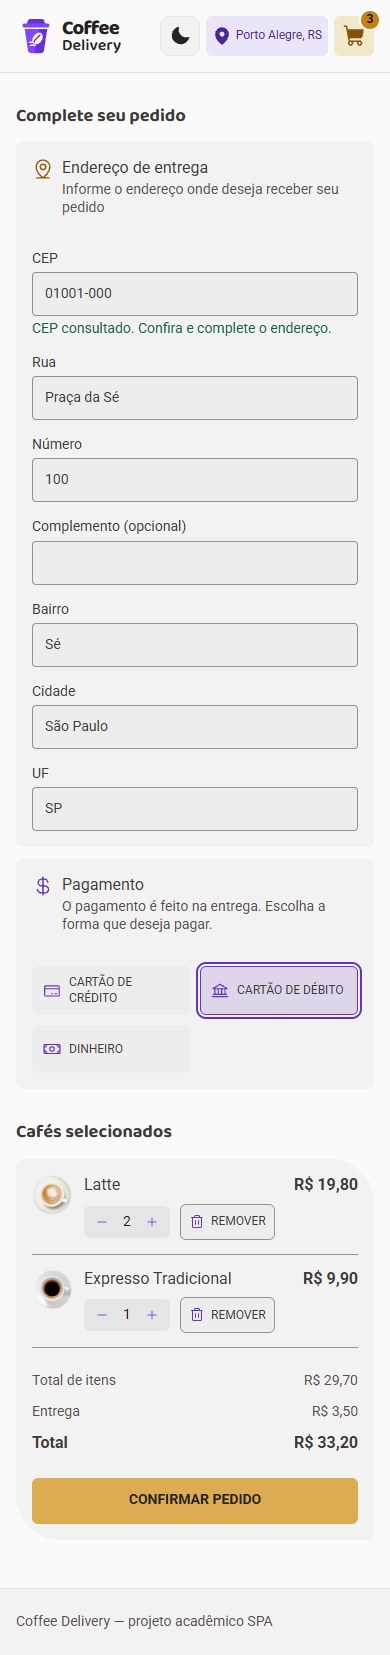 Coffee
Delivery
Porto Alegre, RS
3
Complete seu pedido
Endereço de entrega
Informe o endereço onde deseja receber seu
pedido
CEP
01001-000
CEP consultado. Confira e complete o endereço.
Rua
Praça da Sé
Número
100
Complemento (opcional)
Bairro
Sé
Cidade
São Paulo
UF
SP
Pagamento
O pagamento é feito na entrega. Escolha a
forma que deseja pagar.
CARTÃO DE
CRÉDITO
CARTÃO DE DÉBITO
DINHEIRO
Cafés selecionados
Latte R$ 19,80
2 REMOVER
Expresso Tradicional R$ 9,90
1 REMOVER
Total de itens R$ 29,70
Entrega R$ 3,50
Total R$ 33,20
CONFIRMAR PEDIDO
Coffee Delivery — projeto acadêmico SPA